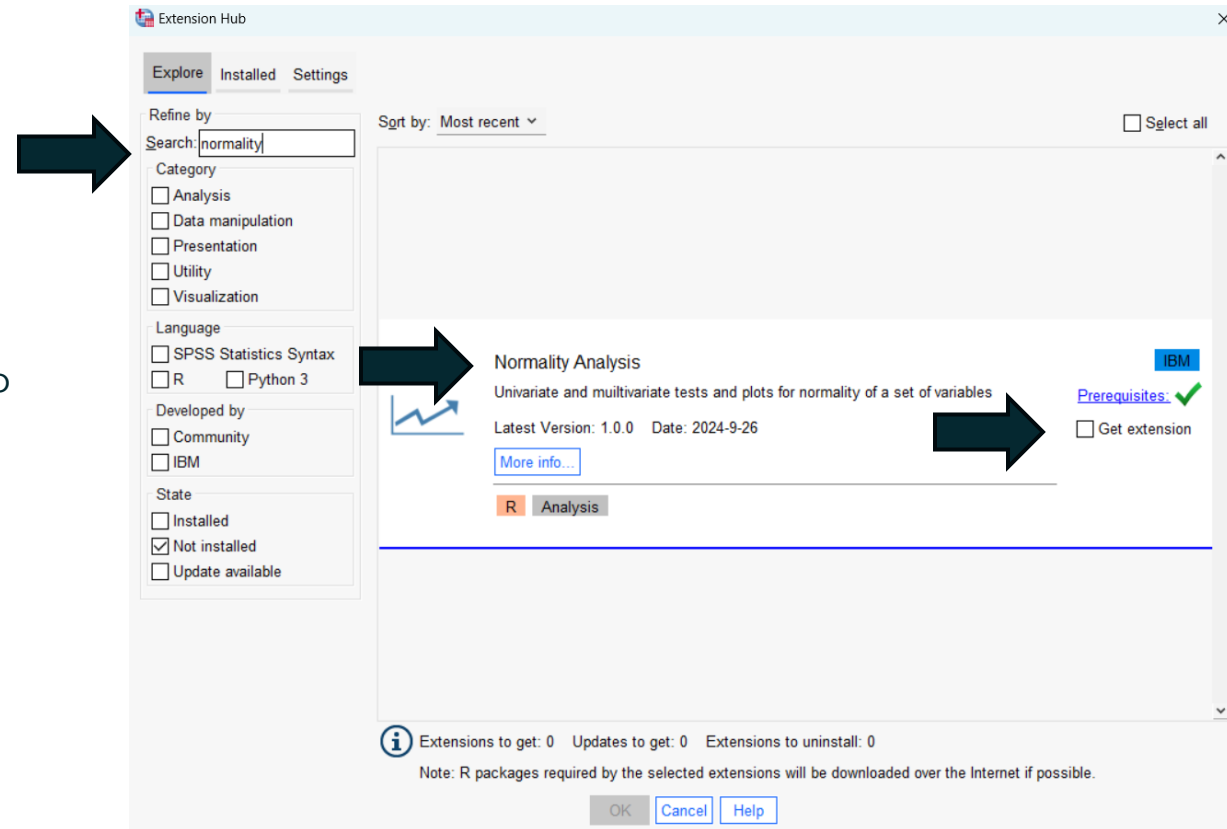 Extension Hub
Explore Installed Settings
Refine by
Search: normality
Category
Analysis
Data manipulation
Presentation
Utility
Visualization
Language
SPSS Statistics Syntax
R Python 3
Developed by
Community
IBM
State
Installed
Not installed
Update available
Sort by: Most recent
Select all
Normality Analysis
IBM
Univariate and muiltivariate tests and plots for normality of a set of variables
Prerequisites:
Latest Version: 1.0.0 Date: 2024-9-26
Get extension
More info...
R Analysis
Extensions to get: 0 Updates to get: 0 Extensions to uninstall: 0
Note: R packages required by the selected extensions will be downloaded over the Internet if possible.
OK Cancel Help